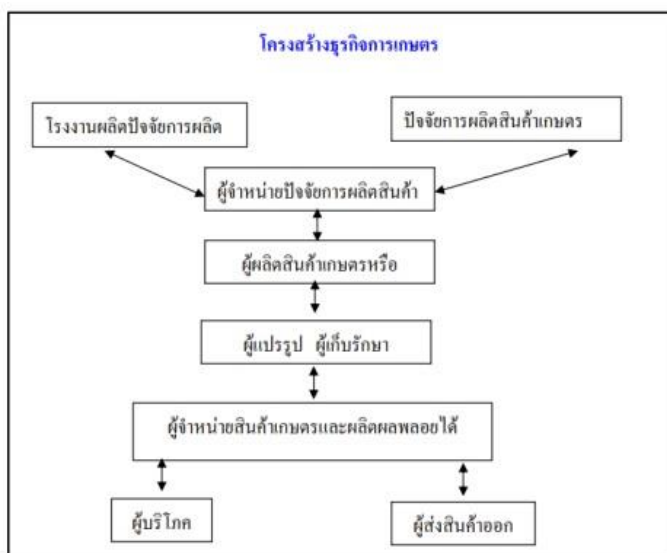 โครงสร้างธุรกิจการเกษตร
โรงงานผลิตปัจจัยการผลิต
ปัจจัยการผลิตสินค้าเกษตร
ผู้จำหน่ายปัจจัยการผลิตสินค้า
ผู้ผลิตสินค้าเกษตรหรือ
ผู้แปรรูป ผู้เก็บรักษา
ผู้จำหน่ายสินค้าเกษตรและผลิตผลพลอยได้
ผู้บริโภค
ผู้ส่งสินค้าออก